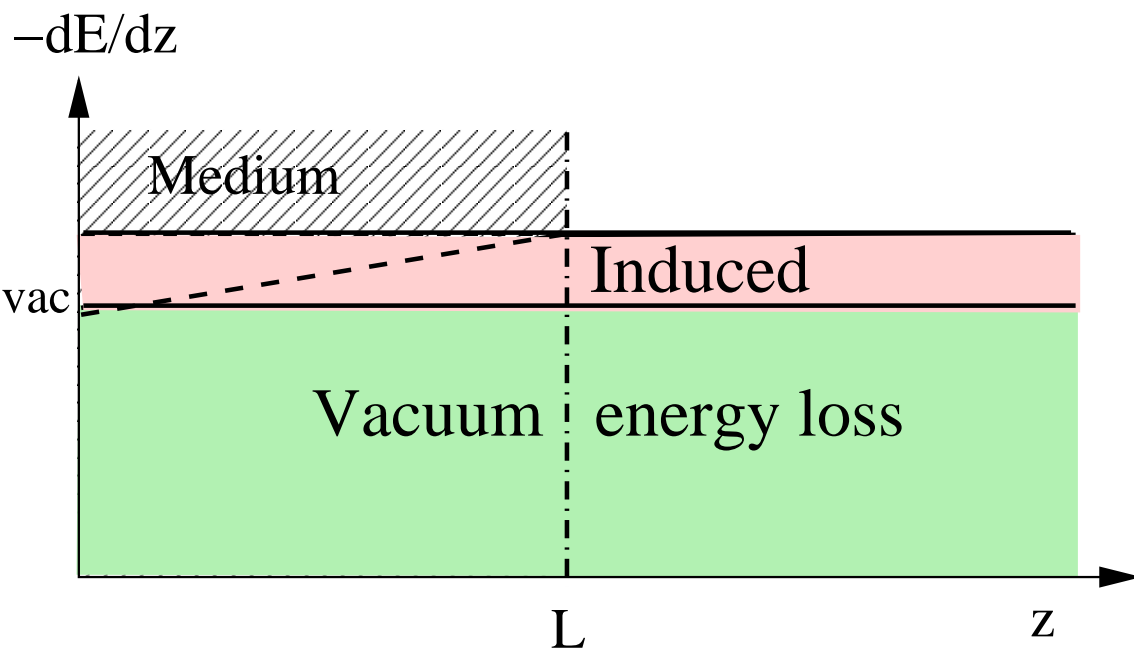 −dE/dz
Medium
Induced
vac
Vacuum energy loss
L
z